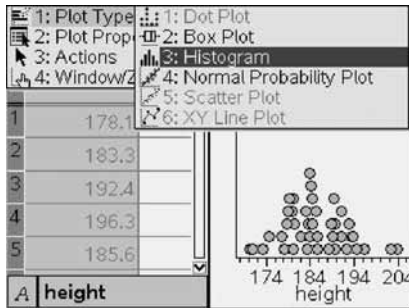 1: Plot Type
2: Plot Prop
3: Actions
4: Window/Z
1: Dot Plot
2: Box Plot
3: Histogram
4: Normal Probability Plot
5: Scatter Plot
6: XY Line Plot
1 178.1
2 183.3
3 192.4
4 196.3
5 185.6
A height
174 184 194 204
height